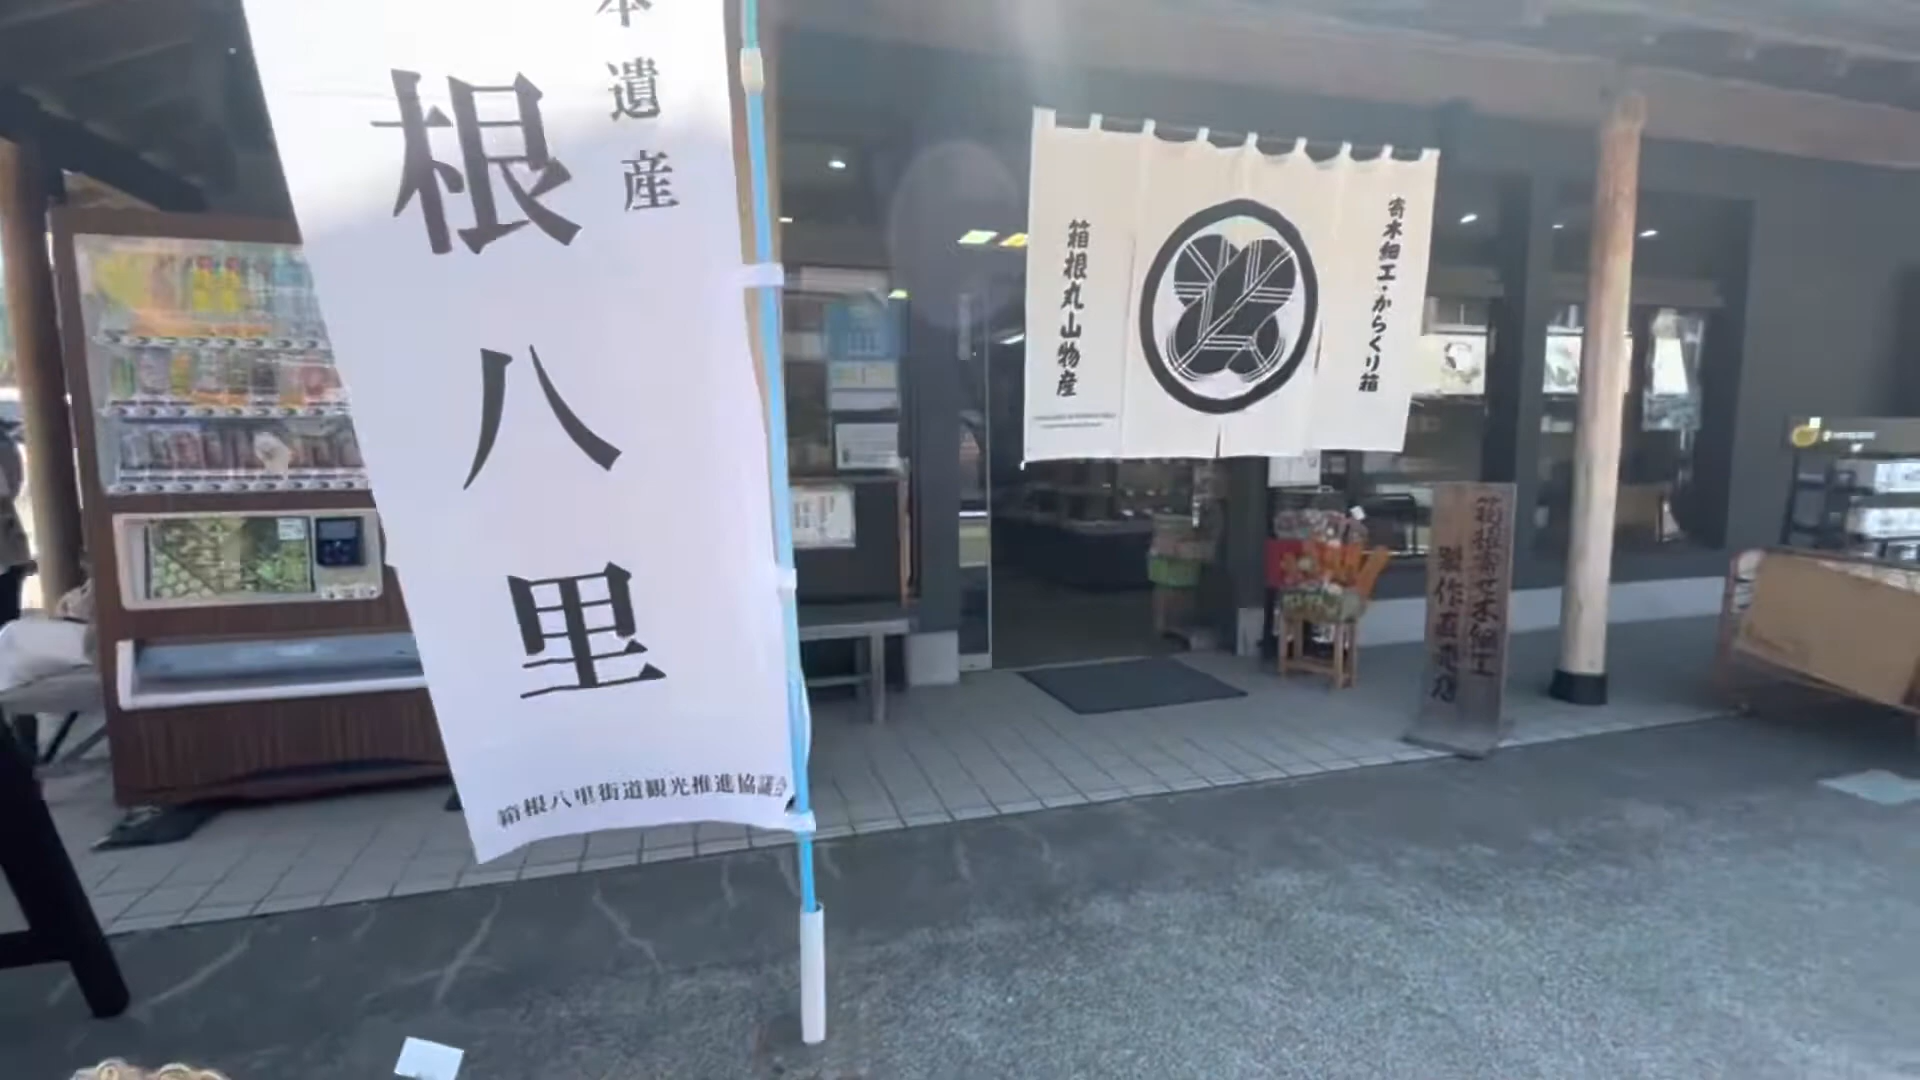 遺産
根八里
箱根八里街道観光推進協議会
寄木細工・からくり箱
箱根丸山物産
箱根寄せ木細工
製作直売店